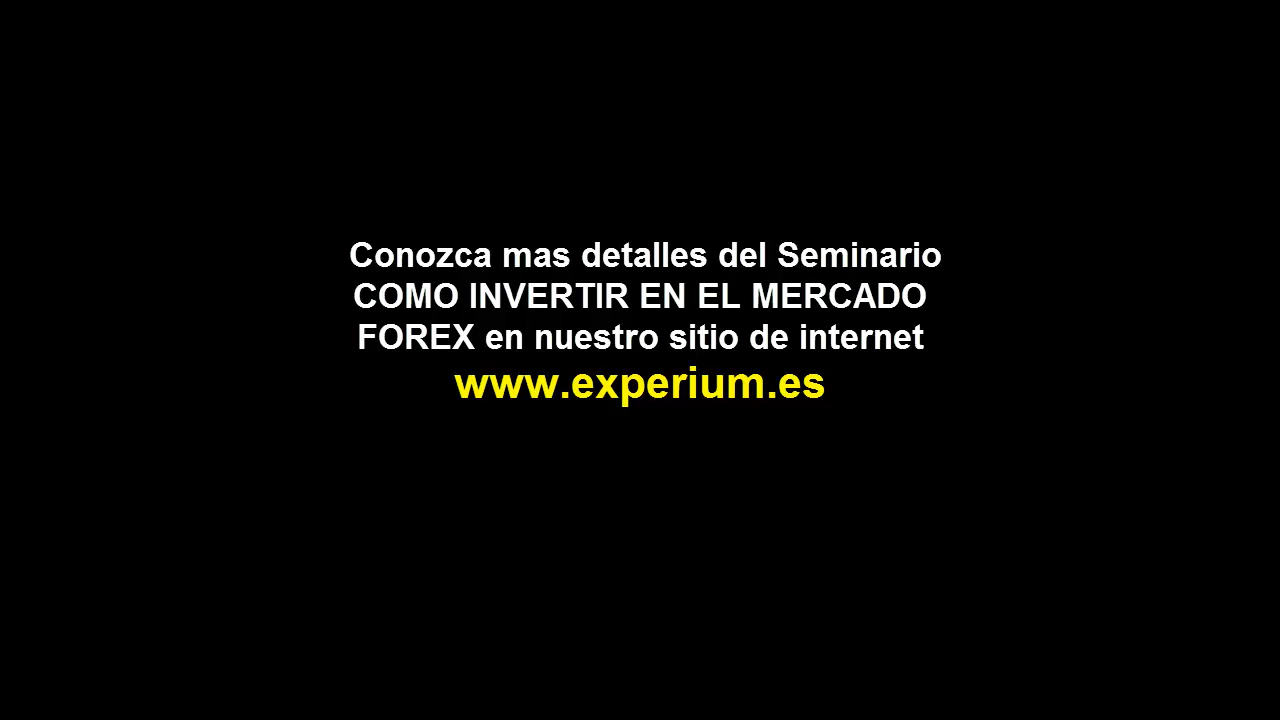 Conozca mas detalles del Seminario
COMO INVERTIR EN EL MERCADO
FOREX en nuestro sitio de internet
www.experium.es